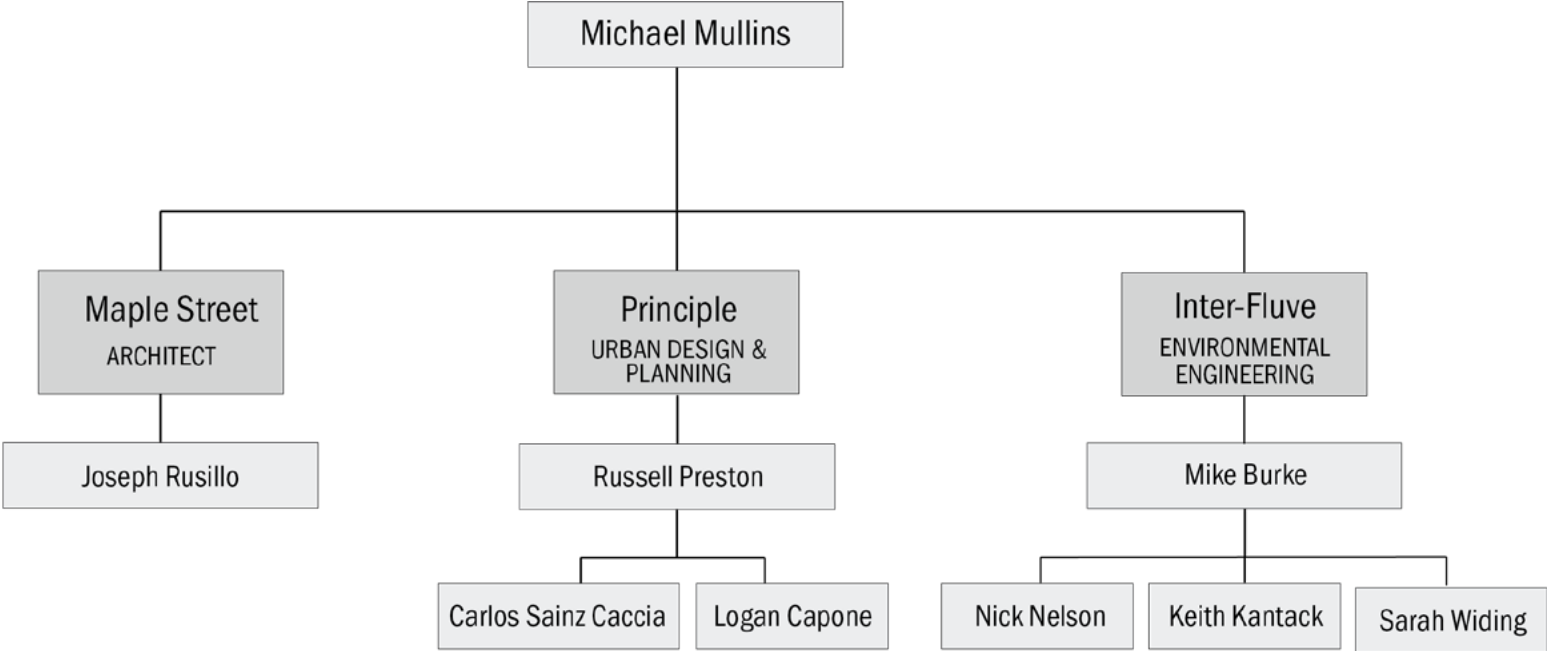 Michael Mullins
Maple Street
ARCHITECT
Principle
URBAN DESIGN &
PLANNING
Inter-Fluve
ENVIRONMENTAL
ENGINEERING
Joseph Rusillo
Russell Preston
Mike Burke
Carlos Sainz Caccia
Logan Capone
Nick Nelson
Keith Kantack
Sarah Widing